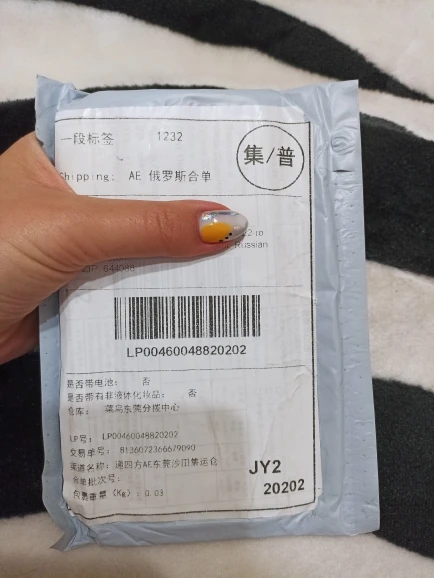 一段标签 1232
集/普
Shipping: AE 俄罗斯合单
Russian
ZIP 644088
LP00460048820202
是否带电池: 否
是否带有非液体化妆品: 否
仓库: 菜鸟东莞分拨中心
LP号: LP00460048820202
交易单号: 8136072366679090
渠道名称: 递四方AE东莞沙田集运仓
合单批次号:
包裹重量(Kg): 0.03
JY2
20202